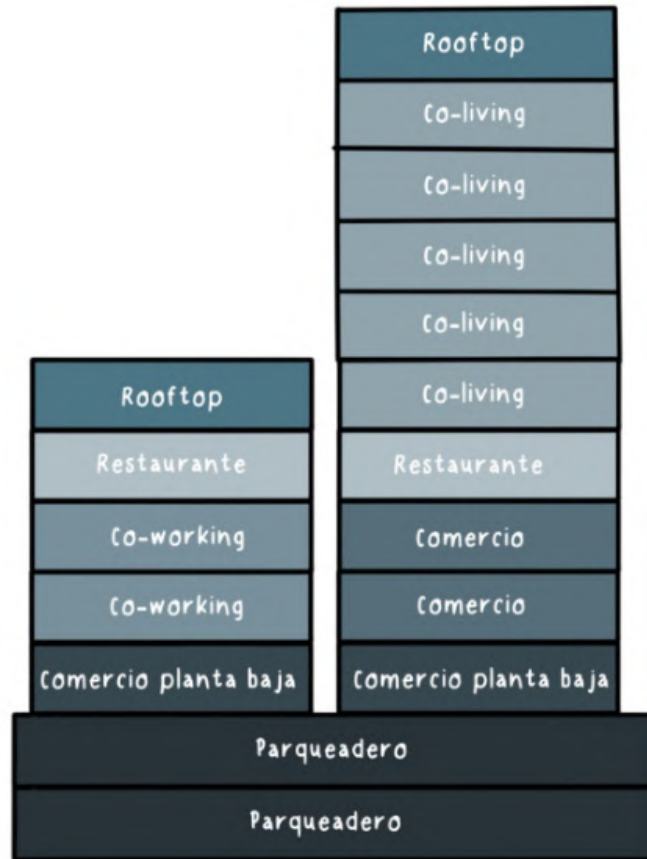 Rooftop
Co-living
Co-living
Co-living
Co-living
Co-living
Restaurante
Comercio
Comercio
Comercio planta baja
Rooftop
Restaurante
Co-working
Co-working
Comercio planta baja
Parqueadero
Parqueadero